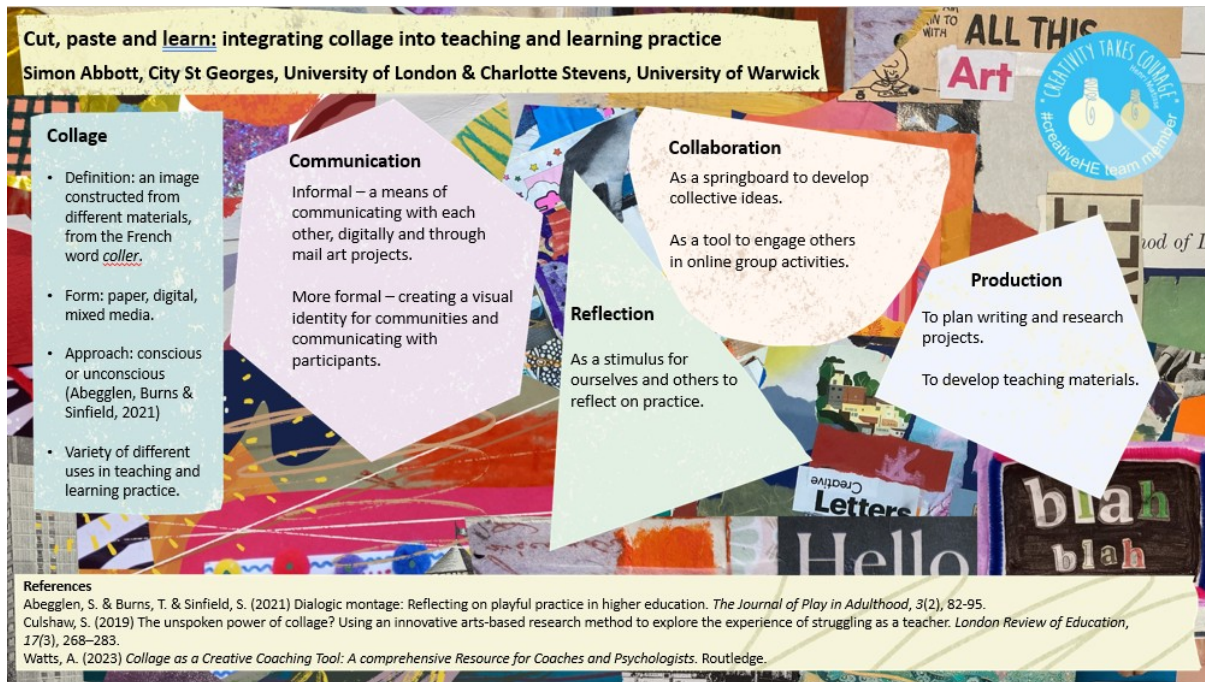 Cut, paste and learn: integrating collage into teaching and learning practice
Simon Abbott, City St Georges, University of London & Charlotte Stevens, University of Warwick
IN TO
WITH
ALL THIS
Art
"CREATIVITY TAKES COURAGE"
#creativeHE team member
Collage
• Definition: an image
constructed from
different materials,
from the French
word coller.
• Form: paper, digital,
mixed media.
• Approach: conscious
or unconscious
(Abegglen, Burns &
Sinfield, 2021)
• Variety of different
uses in teaching and
learning practice.
Communication
Informal – a means of
communicating with each
other, digitally and through
mail art projects.
More formal – creating a visual
identity for communities and
communicating with
participants.
Reflection
As a stimulus for
ourselves and others to
reflect on practice.
Collaboration
As a springboard to develop
collective ideas.
As a tool to engage others
in online group activities.
Production
To plan writing and research
projects.
To develop teaching materials.
Creative
Letters
Hello
blah
blah
References
Abegglen, S. & Burns, T. & Sinfield, S. (2021) Dialogic montage: Reflecting on playful practice in higher education. The Journal of Play in Adulthood, 3(2), 82-95.
Culshaw, S. (2019) The unspoken power of collage? Using an innovative arts-based research method to explore the experience of struggling as a teacher. London Review of Education,
17(3), 268–283.
Watts, A. (2023) Collage as a Creative Coaching Tool: A comprehensive Resource for Coaches and Psychologists. Routledge.